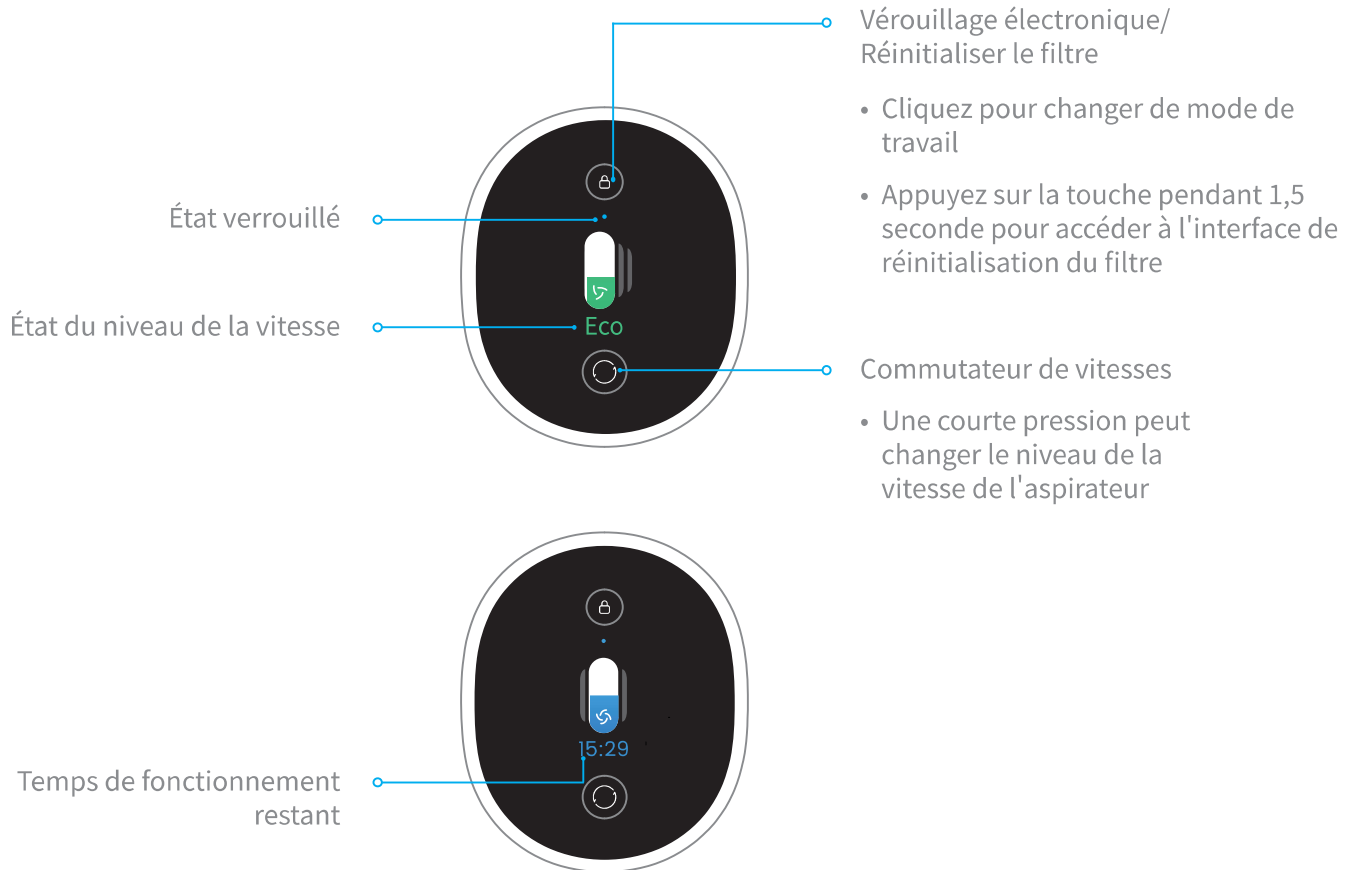 Vérouillage électronique/
Réinitialiser le filtre
• Cliquez pour changer de mode de
travail
• Appuyez sur la touche pendant 1,5
seconde pour accéder à l'interface de
réinitialisation du filtre
État verrouillé
État du niveau de la vitesse
Eco
Commutateur de vitesses
• Une courte pression peut
changer le niveau de la
vitesse de l'aspirateur
15:29
Temps de fonctionnement
restant